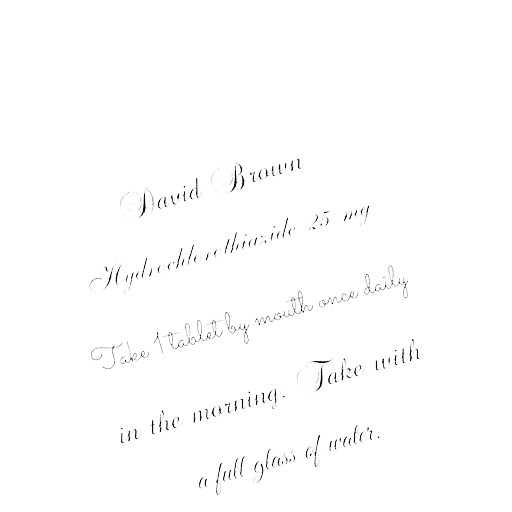 David Brown
Hydrochlorothiazide 25 mg
Take 1 tablet by mouth once daily
in the morning. Take with
a full glass of water.